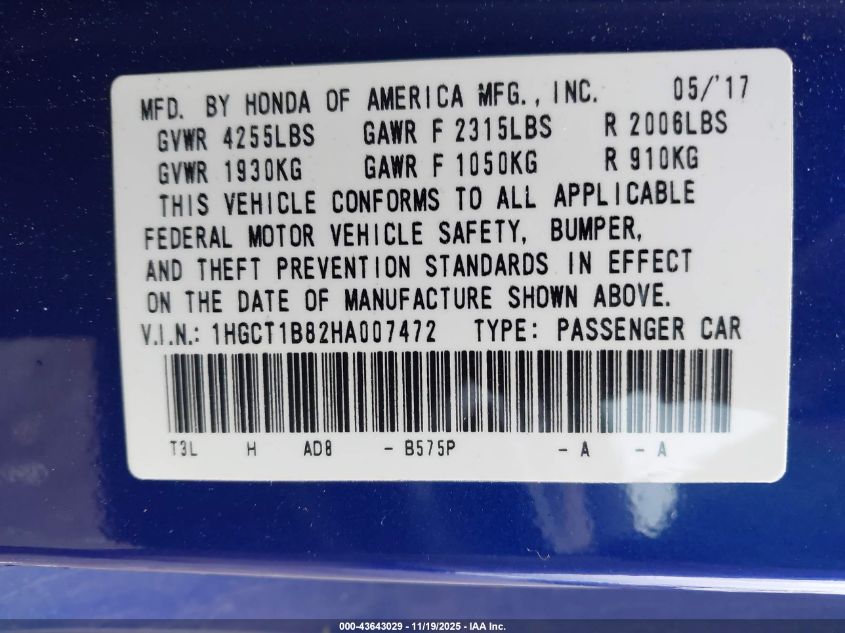 MFD. BY HONDA OF AMERICA MFG., INC. 05/'17
GVWR 4255LBS GAWR F 2315LBS R 2006LBS
GVWR 1930KG GAWR F 1050KG R 910KG
THIS VEHICLE CONFORMS TO ALL APPLICABLE
FEDERAL MOTOR VEHICLE SAFETY, BUMPER,
AND THEFT PREVENTION STANDARDS IN EFFECT
ON THE DATE OF MANUFACTURE SHOWN ABOVE.
V.I.N.: 1HGCT1B82HA007472 TYPE: PASSENGER CAR
T3L H AD8 - B575P - A - A
000-43643029 - 11/19/2025 - IAA Inc.